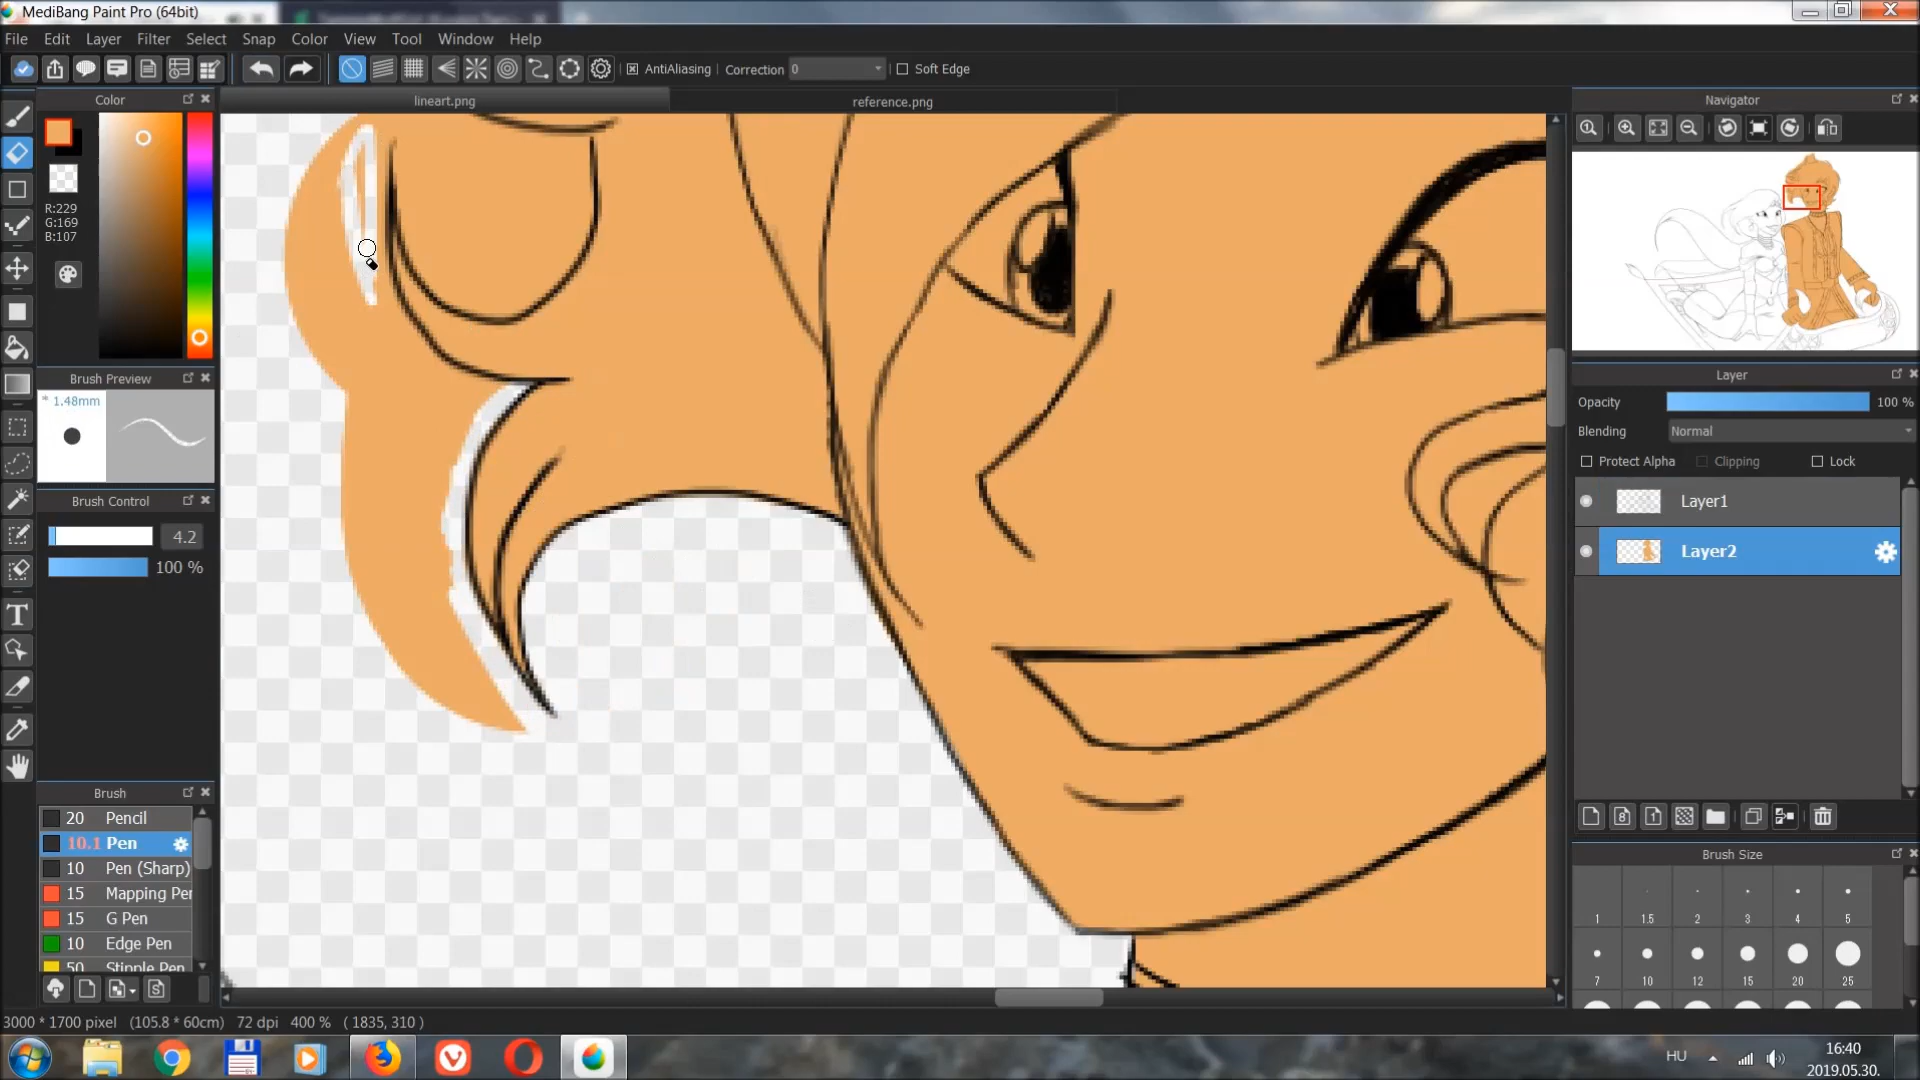 MediBang Paint Pro (64bit)
File Edit Layer Filter Select Snap Color View Tool Window Help
AntiAliasing Correction 0 Soft Edge
Color
lineart.png
reference.png
Navigator
R:229
G:169
B:107
Brush Preview
* 1.48mm
Layer
Opacity 100 %
Blending Normal
Protect Alpha Clipping Lock
Brush Control
4.2
100 %
Layer1
Layer2
T
Brush
20 Pencil
10.1 Pen
10 Pen (Sharp)
15 Mapping Per
15 G Pen
10 Edge Pen
50 Stipple Pen
8 1
Brush Size
1 1.5 2 3 4 5
7 10 12 15 20 25
3000 * 1700 pixel (105.8 * 60cm) 72 dpi 400 % ( 1835, 310 )
HU
16:40
2019.05.30.